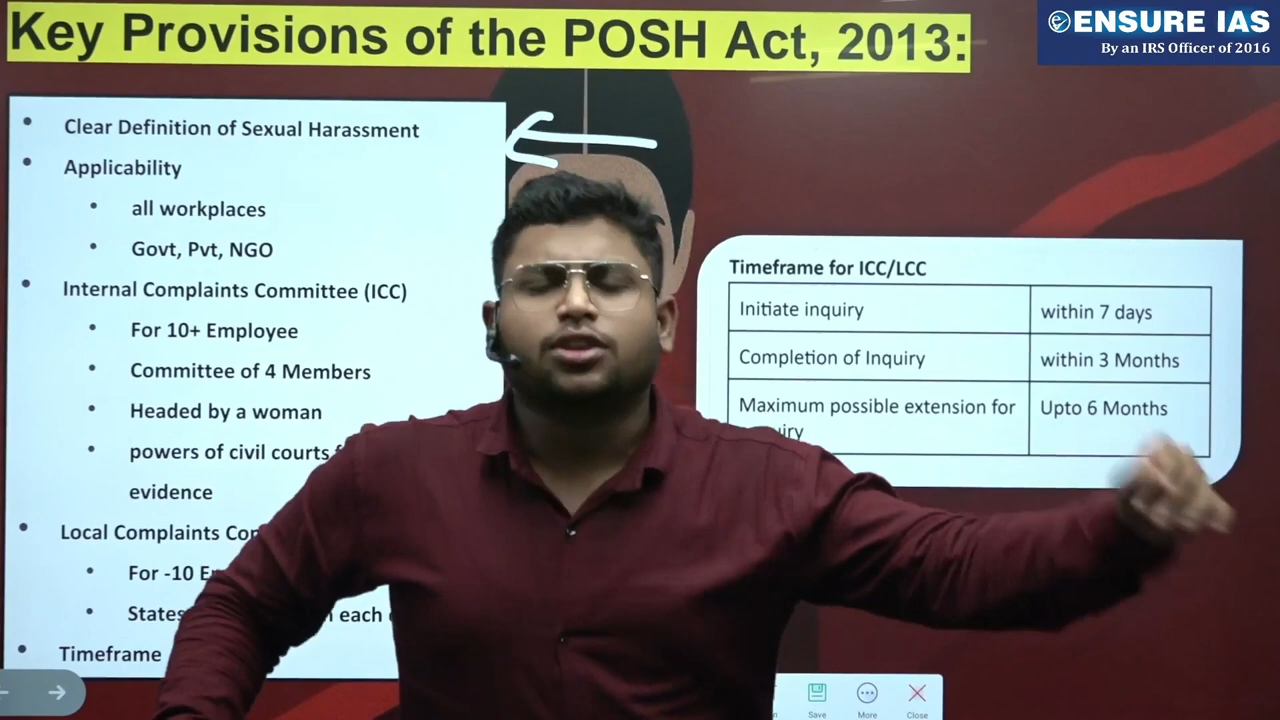 Key Provisions of the POSH Act, 2013:
ENSURE IAS
By an IRS Officer of 2016
• Clear Definition of Sexual Harassment
• Applicability
• all workplaces
• Govt, Pvt, NGO
• Internal Complaints Committee (ICC)
• For 10+ Employee
• Committee of 4 Members
• Headed by a woman
• powers of civil courts
evidence
• Local Complaints
• For -10
• States each
• Timeframe
Timeframe for ICC/LCC
Initiate inquiry within 7 days
Completion of Inquiry within 3 Months
Maximum possible extension for Upto 6 Months
Save
More
Close